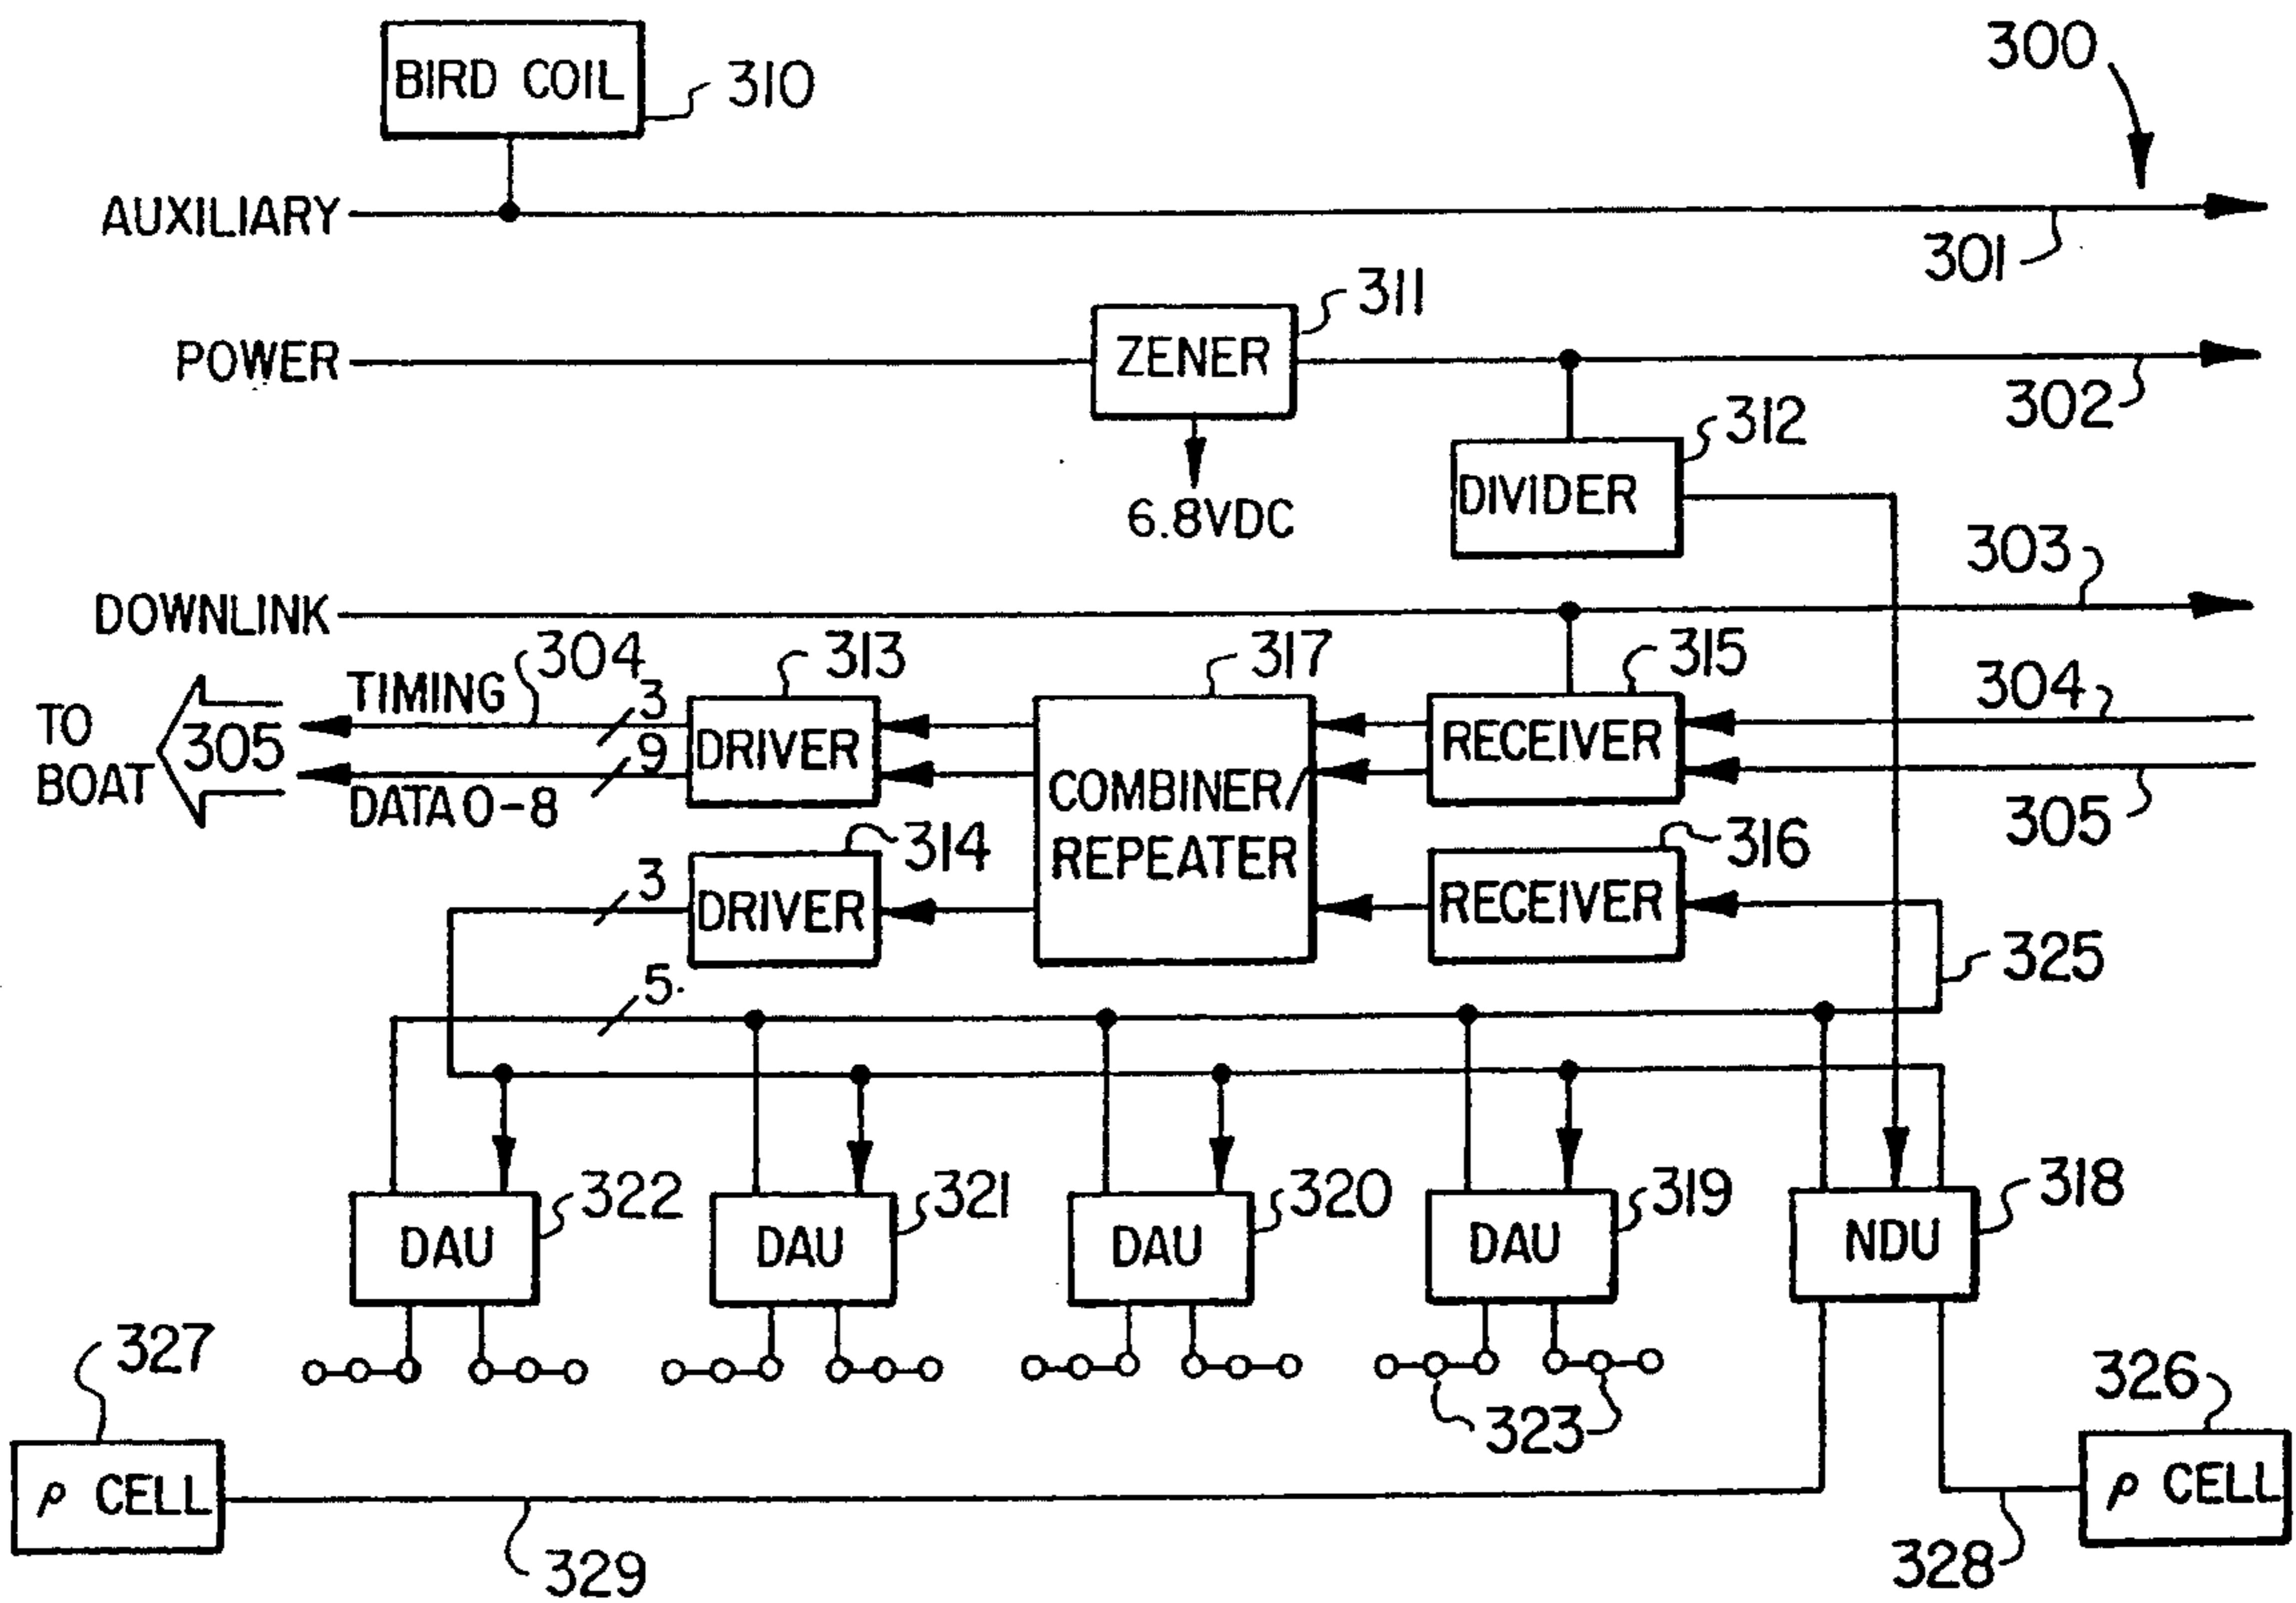 300
BIRD COIL
310
AUXILIARY
301
311
POWER
ZENER
302
312
6.8VDC
DIVIDER
303
DOWNLINK
304
313
317
315
304
TO
BOAT
305
TIMING
3
9
DATA 0-8
DRIVER
COMBINER/
REPEATER
RECEIVER
305
314
316
3
DRIVER
RECEIVER
325
5
322
321
320
319
318
DAU
DAU
DAU
DAU
NDU
327
323
326
ρ CELL
ρ CELL
329
328